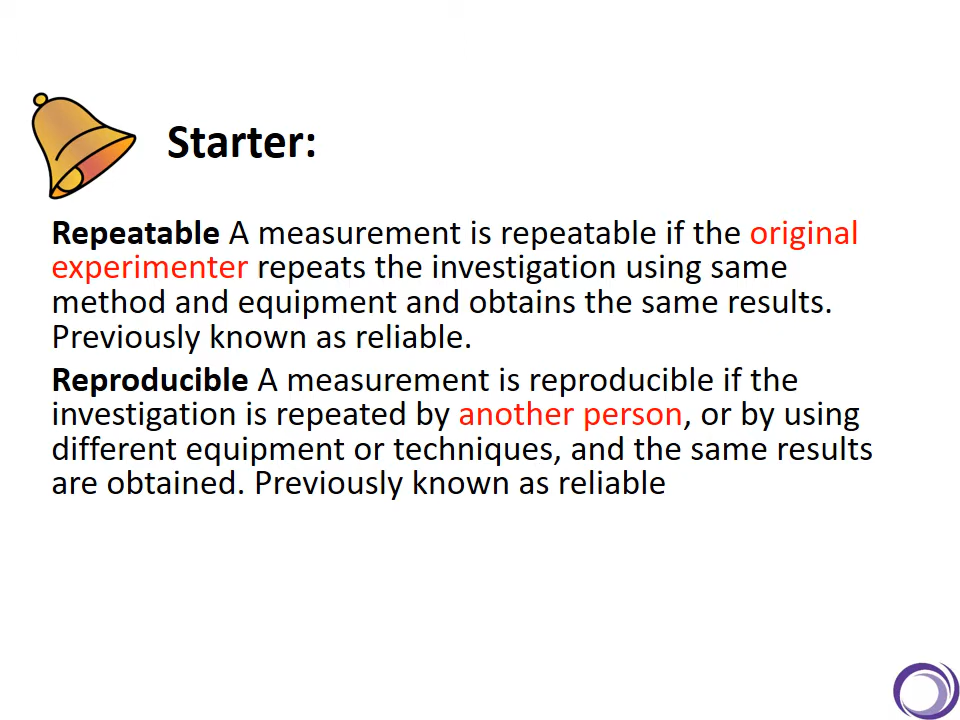 Starter:
Repeatable A measurement is repeatable if the original
experimenter repeats the investigation using same
method and equipment and obtains the same results.
Previously known as reliable.
Reproducible A measurement is reproducible if the
investigation is repeated by another person, or by using
different equipment or techniques, and the same results
are obtained. Previously known as reliable